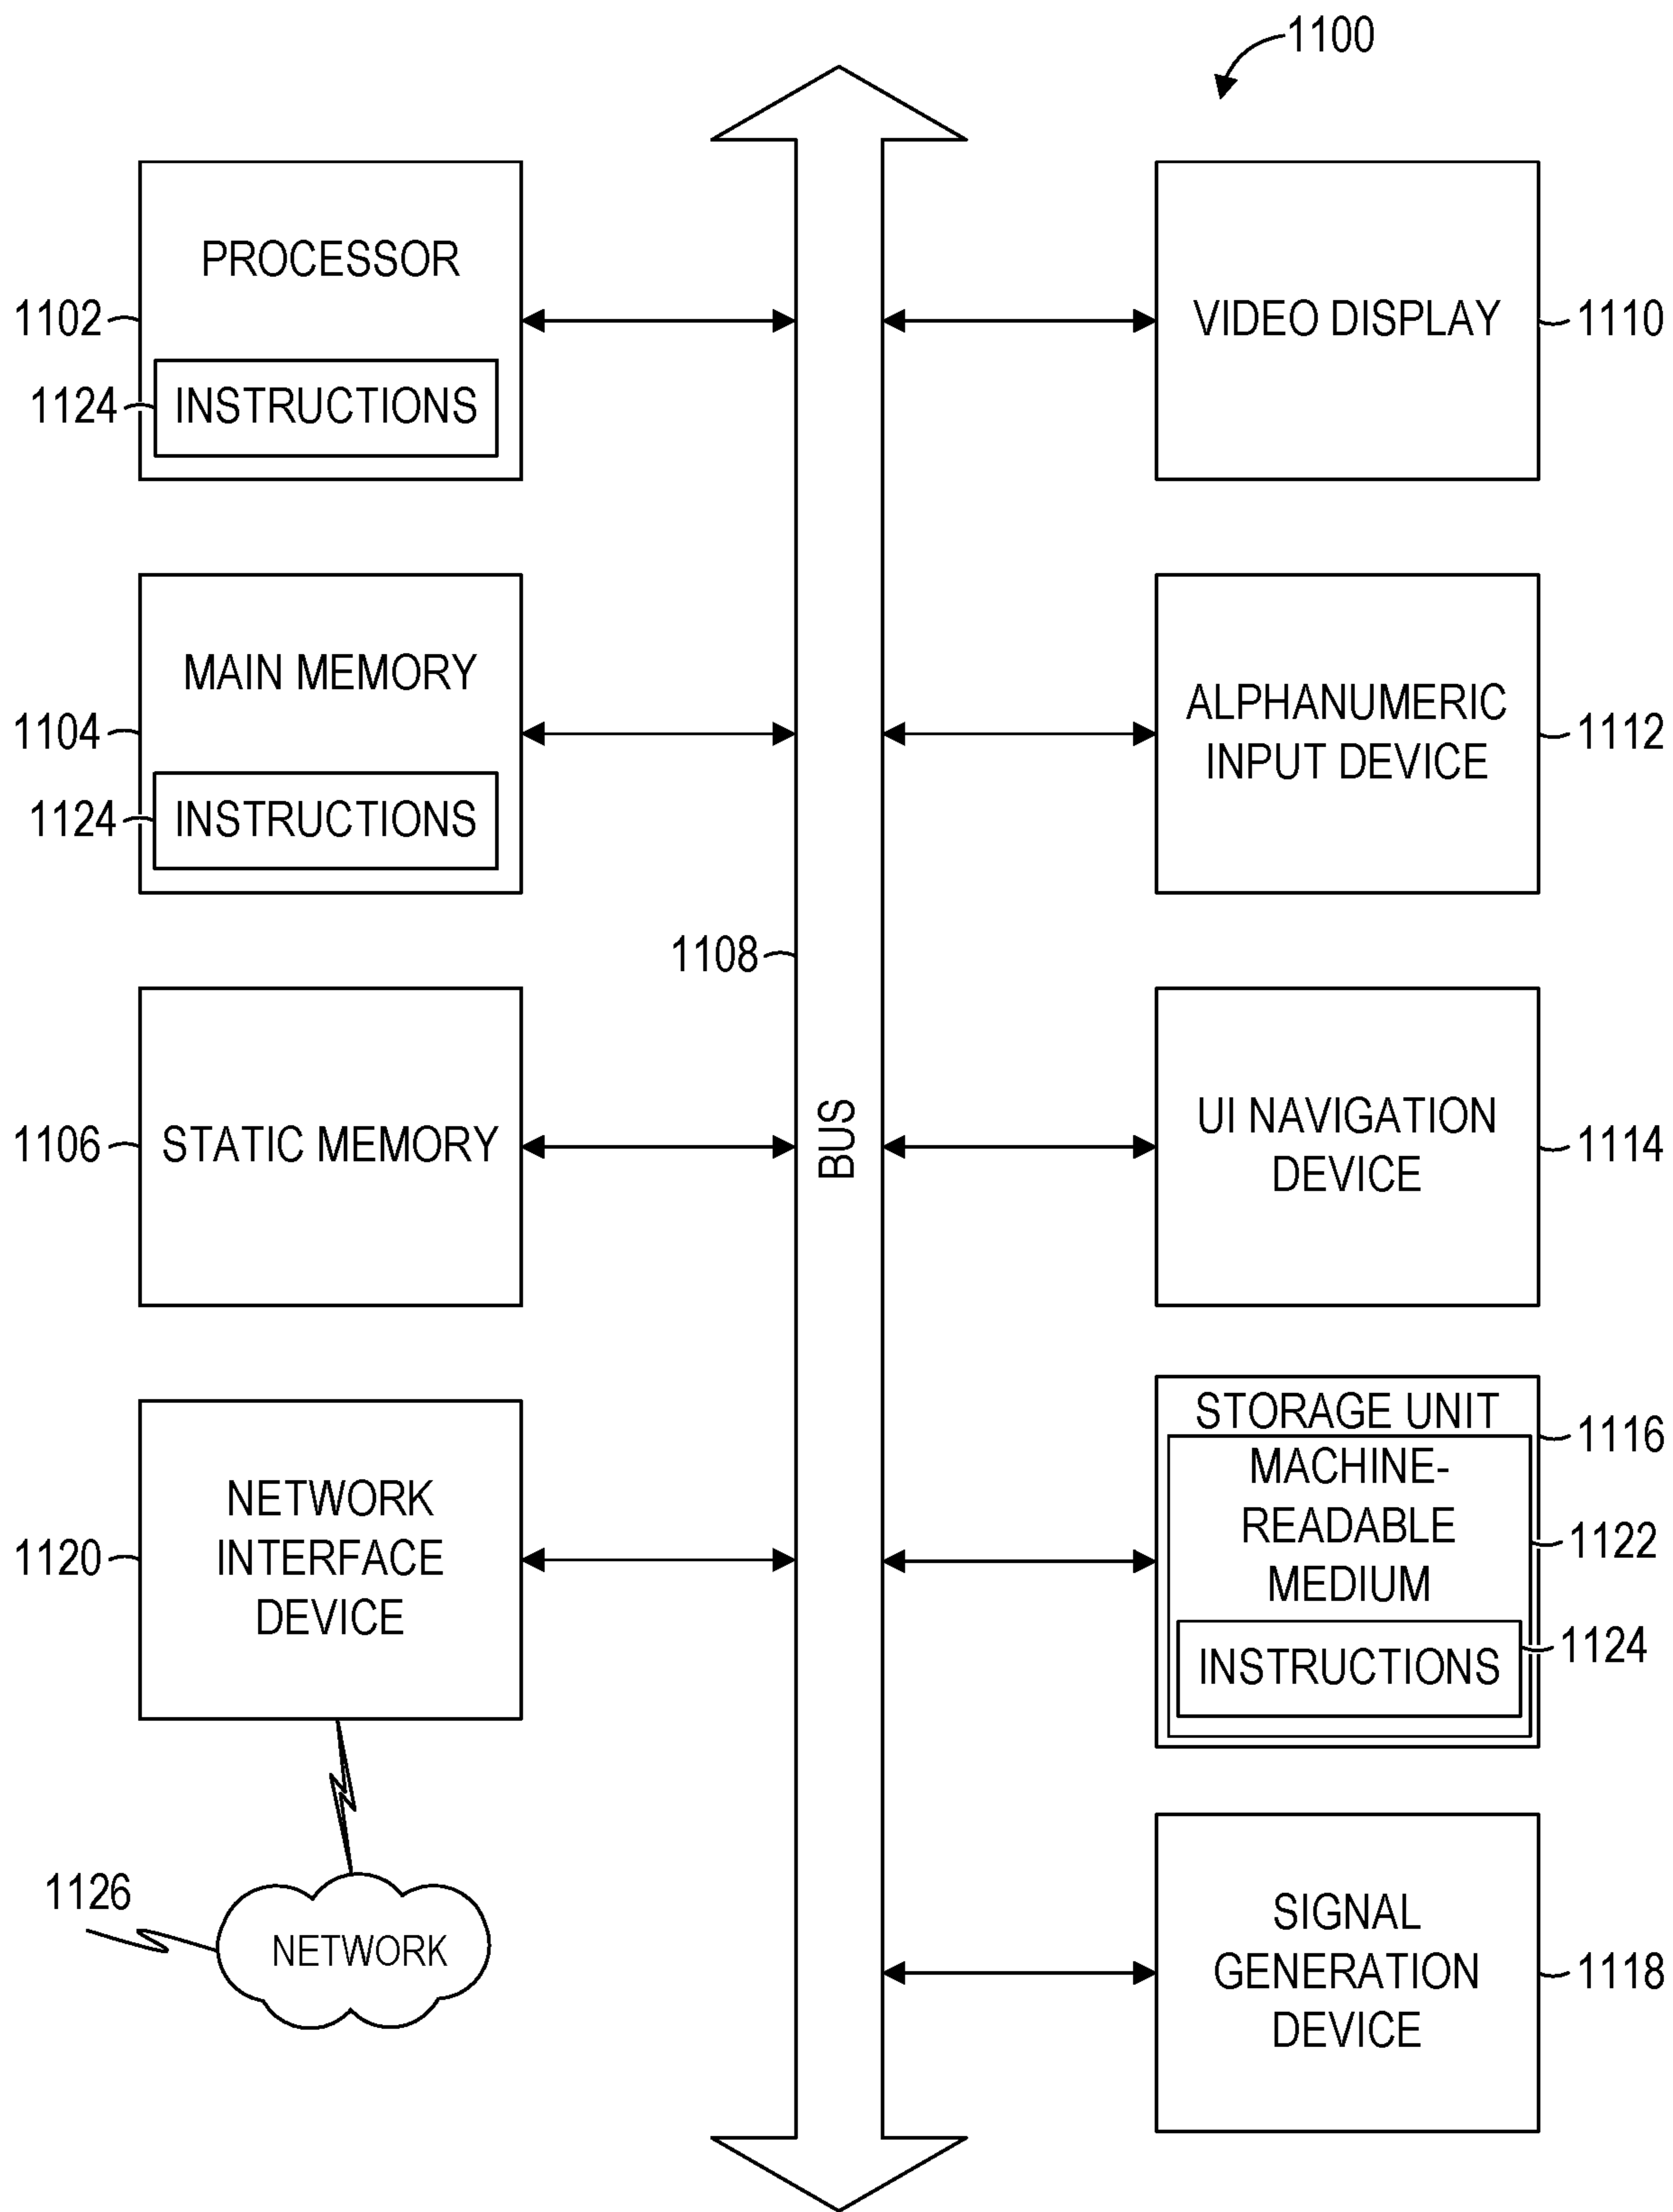 1100
PROCESSOR
1102
1124
INSTRUCTIONS
VIDEO DISPLAY
1110
MAIN MEMORY
1104
1124
INSTRUCTIONS
ALPHANUMERIC
INPUT DEVICE
1112
1108
BUS
1106
STATIC MEMORY
UI NAVIGATION
DEVICE
1114
NETWORK
INTERFACE
DEVICE
1120
STORAGE UNIT
1116
MACHINE-
READABLE
MEDIUM
1122
INSTRUCTIONS
1124
1126
NETWORK
SIGNAL
GENERATION
DEVICE
1118